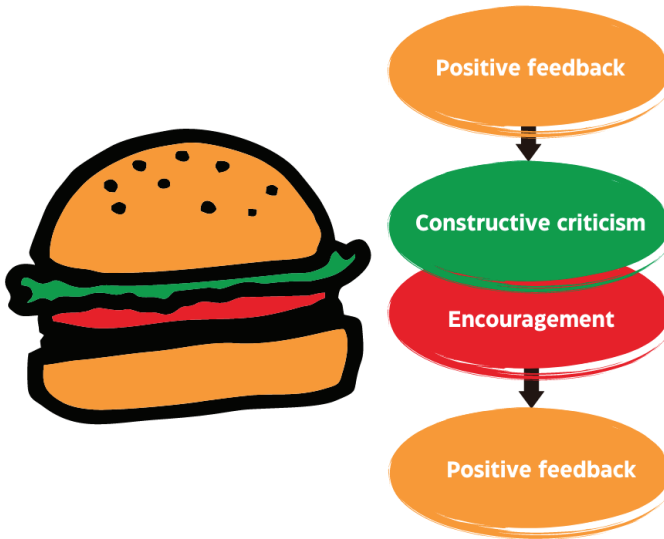 Positive feedback
Constructive criticism
Encouragement
Positive feedback